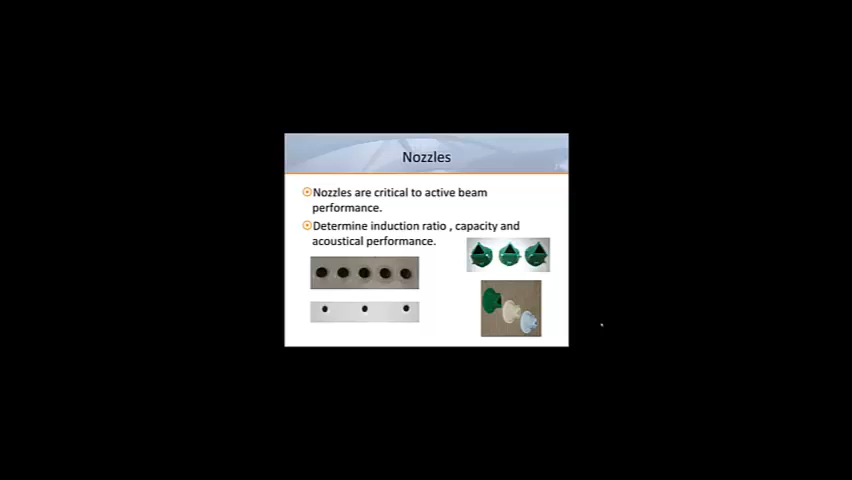 Nozzles
Nozzles are critical to active beam
performance.
Determine induction ratio , capacity and
acoustical performance.